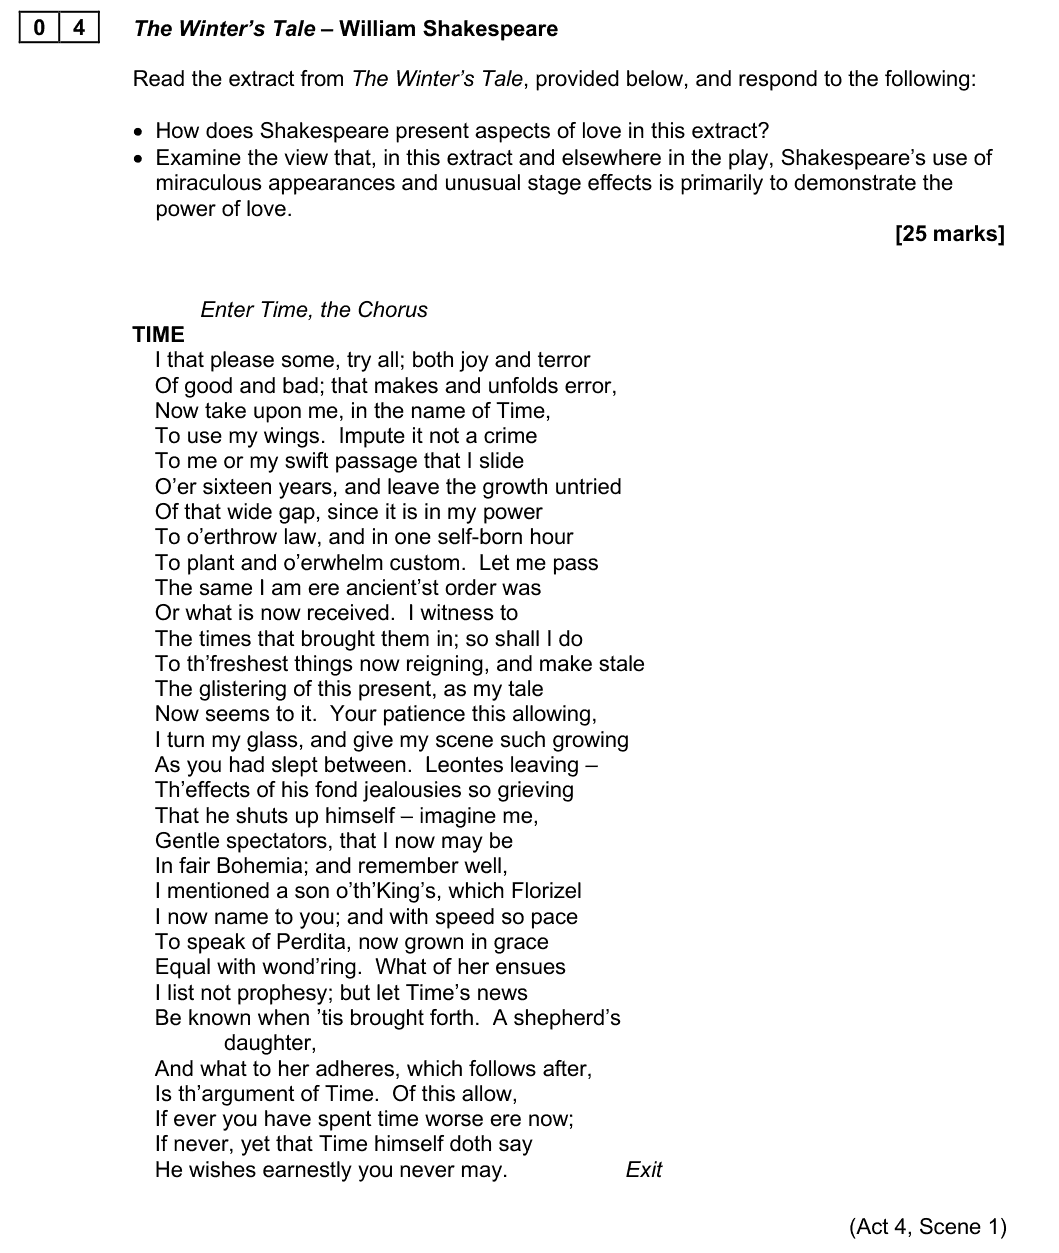 0 4 The Winter's Tale – William Shakespeare
Read the extract from The Winter's Tale, provided below, and respond to the following:
• How does Shakespeare present aspects of love in this extract?
• Examine the view that, in this extract and elsewhere in the play, Shakespeare's use of
miraculous appearances and unusual stage effects is primarily to demonstrate the
power of love.
[25 marks]
Enter Time, the Chorus
TIME
I that please some, try all; both joy and terror
Of good and bad; that makes and unfolds error,
Now take upon me, in the name of Time,
To use my wings. Impute it not a crime
To me or my swift passage that I slide
O'er sixteen years, and leave the growth untried
Of that wide gap, since it is in my power
To o'erthrow law, and in one self-born hour
To plant and o'erwhelm custom. Let me pass
The same I am ere ancient'st order was
Or what is now received. I witness to
The times that brought them in; so shall I do
To th'freshest things now reigning, and make stale
The glistering of this present, as my tale
Now seems to it. Your patience this allowing,
I turn my glass, and give my scene such growing
As you had slept between. Leontes leaving –
Th'effects of his fond jealousies so grieving
That he shuts up himself – imagine me,
Gentle spectators, that I now may be
In fair Bohemia; and remember well,
I mentioned a son o'th'King's, which Florizel
I now name to you; and with speed so pace
To speak of Perdita, now grown in grace
Equal with wond'ring. What of her ensues
I list not prophesy; but let Time's news
Be known when 'tis brought forth. A shepherd's
daughter,
And what to her adheres, which follows after,
Is th'argument of Time. Of this allow,
If ever you have spent time worse ere now;
If never, yet that Time himself doth say
He wishes earnestly you never may. Exit
(Act 4, Scene 1)